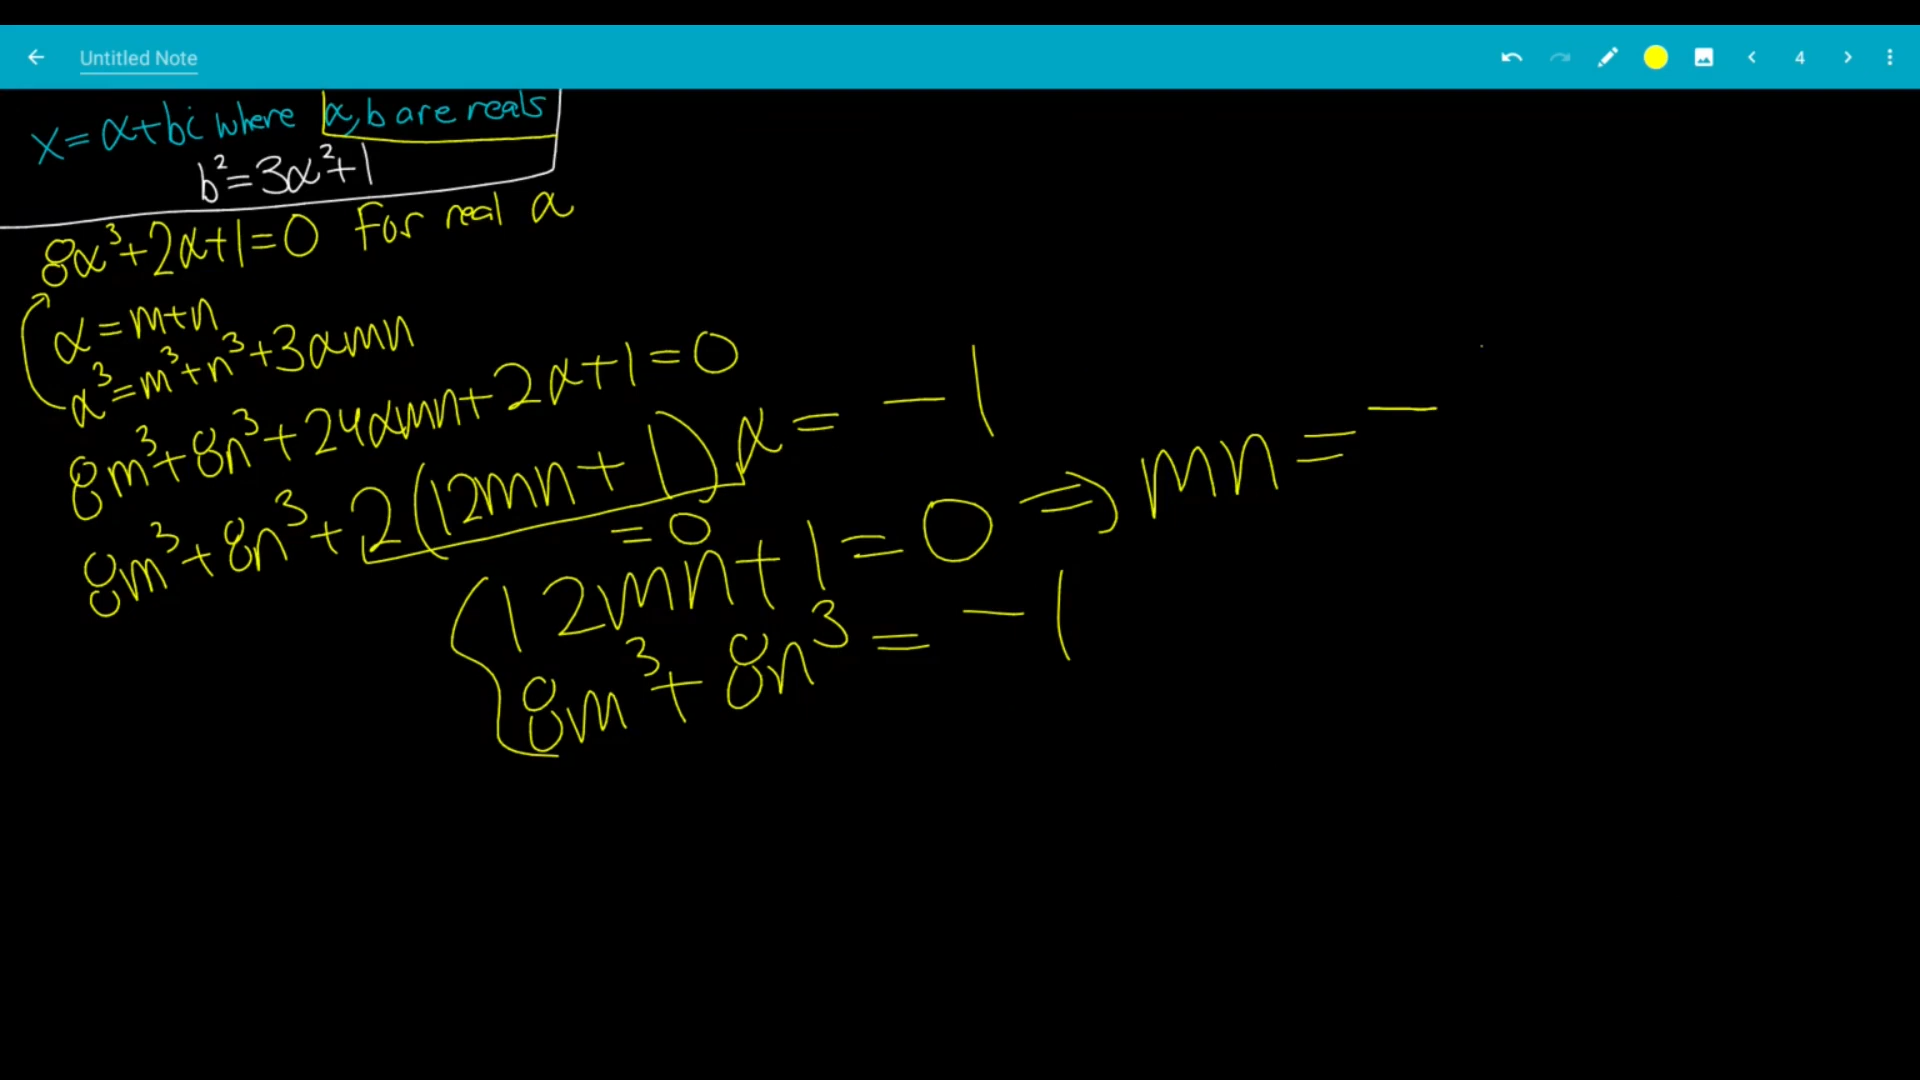 Untitled Note
4
x=α+bi where α,b are reals
b²=3α²+1
8α³+2α+1=0 For real α
α=m+n
α³=m³+n³+3αmn
8m³+8n³+24αmn+2α+1=0
8m³+8n³+2(12mn+1)α=-1
=0
12mn+1=0⇒mn=-
8m³+8n³=-1